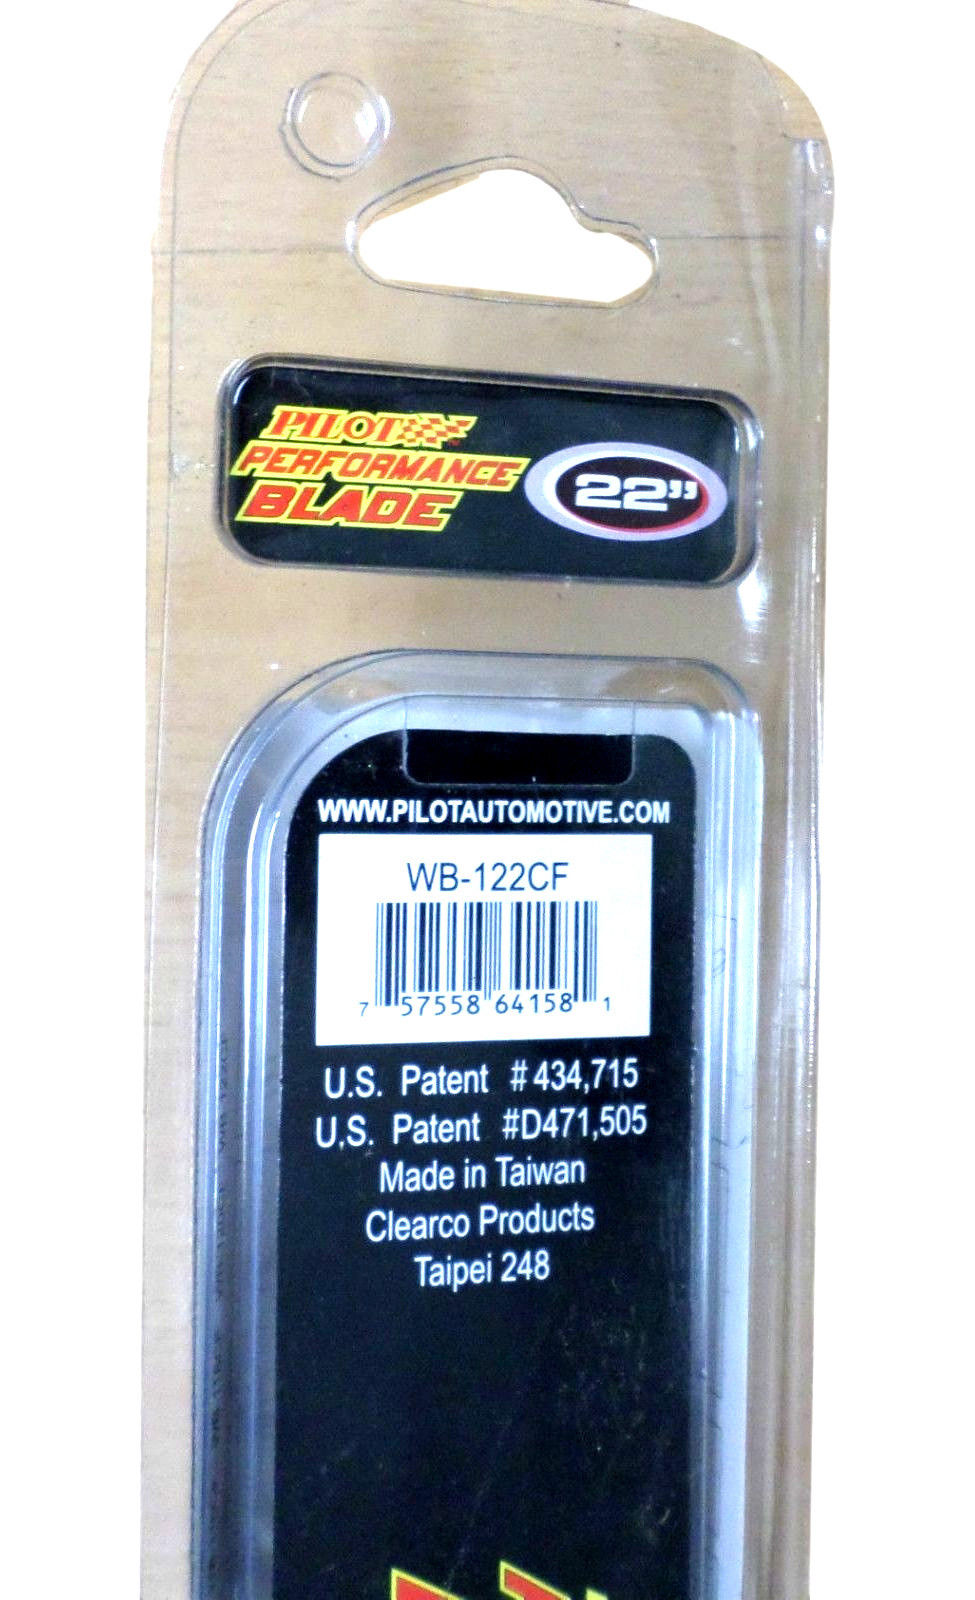 PILOT
PERFORMANCE
BLADE
22”
WWW.PILOTAUTOMOTIVE.COM
WB-122CF
7 57558 64158 1
U.S. Patent # 434,715
U.S. Patent #D471,505
Made in Taiwan
Clearco Products
Taipei 248